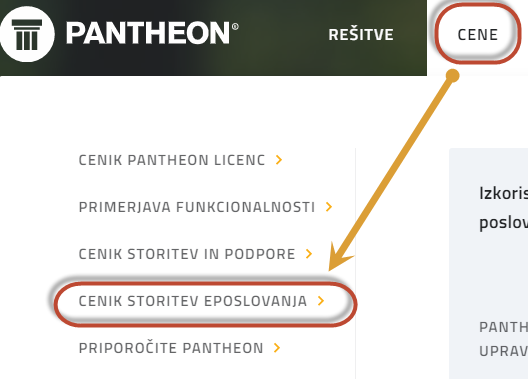 PANTHEON®
REŠITVE
CENE
CENIK PANTHEON LICENC
PRIMERJAVA FUNKCIONALNOSTI
CENIK STORITEV IN PODPORE
CENIK STORITEV EPOSLOVANJA
PRIPOROČITE PANTHEON